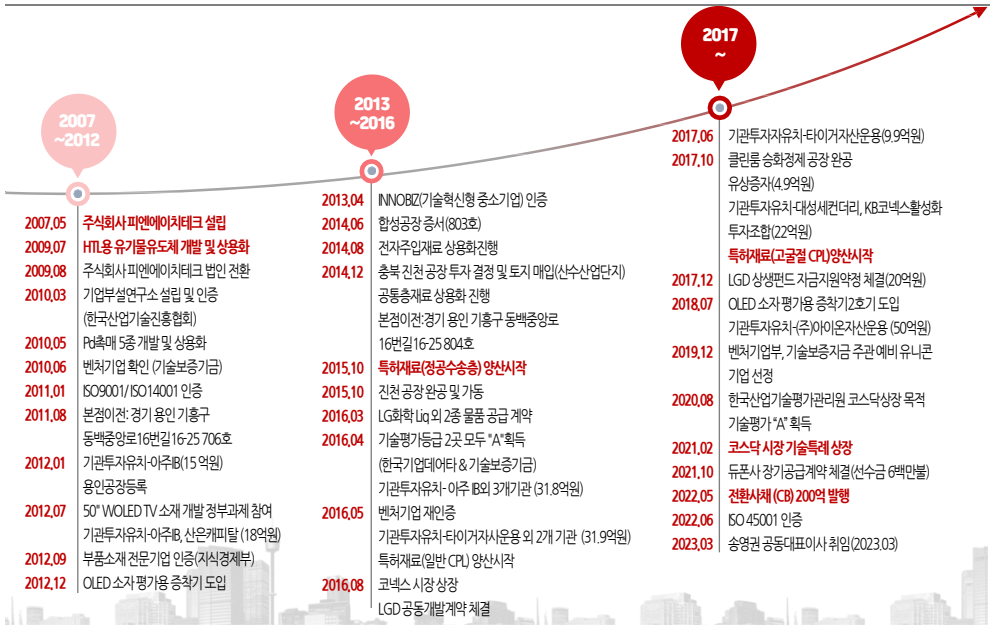 2007
~2012
2007.05 주식회사 피엔에이치테크 설립
2009.07 HTL용 유기물유도체 개발 및 상용화
2009.08 주식회사 피엔에이치테크 법인 전환
2010.03 기업부설연구소 설립 및 인증
(한국산업기술진흥협회)
2010.05 Pd촉매 5종 개발 및 상용화
2010.06 벤처기업 확인 (기술보증기금)
2011.01 ISO9001/ ISO14001 인증
2011.08 본점이전: 경기 용인 기흥구
동백중앙로16번길16-25 706호
2012.01 기관투자유치-아주IB(15 억원)
용인공장등록
2012.07 50" WOLED TV 소재 개발 정부과제 참여
기관투자유치-아주IB, 산은캐피탈 (18억원)
2012.09 부품소재 전문기업 인증(지식경제부)
2012.12 OLED 소자 평가용 증착기 도입
2013
~2016
2013.04 INNOBIZ(기술혁신형 중소기업) 인증
2014.06 합성공장 증서(803호)
2014.08 전자주입재료 상용화진행
2014.12 충북 진천 공장 투자 결정 및 토지 매입(산수산업단지)
공통층재료 상용화 진행
본점이전:경기 용인 기흥구 동백중앙로
16번길16-25 804호
2015.10 특허재료(정공수송층) 양산시작
2015.10 진천 공장 완공 및 가동
2016.03 LG화학 Liq 외 2종 물품 공급 계약
2016.04 기술평가등급 2곳 모두 "A"획득
(한국기업데어타 & 기술보증기금)
기관투자유치- 아주 IB외 3개기관 (31.8억원)
2016.05 벤처기업 재인증
기관투자유치-타이거자사운용 외 2개 기관 (31.9억원)
특허재료(일반 CPL) 양산시작
2016.08 코넥스 시장 상장
LGD 공동개발계약 체결
2017
~
2017.06 기관투자자유치-타이거자산운용(9.9억원)
2017.10 클린룸 승화정제 공장 완공
유상증자(4.9억원)
기관투자유치-대성세컨더리, KB코넥스활성화
투자조합(22억원)
특허재료(고굴절 CPL)양산시작
2017.12 LGD 상생펀드 자금지원약정 체결(20억원)
2018.07 OLED 소자 평가용 증착기2호기 도입
기관투자유치-(주)아이온자산운용 (50억원)
2019.12 벤처기업부, 기술보증지금 주관 예비 유니콘
기업 선정
2020.08 한국산업기술평가관리원 코스닥상장 목적
기술평가 “A” 획득
2021.02 코스닥 시장 기술특례 상장
2021.10 듀폰사 장기공급계약 체결(선수금 6백만불)
2022.05 전환사채 (CB) 200억 발행
2022.06 ISO 45001 인증
2023.03 송영권 공동대표이사 취임(2023.03)